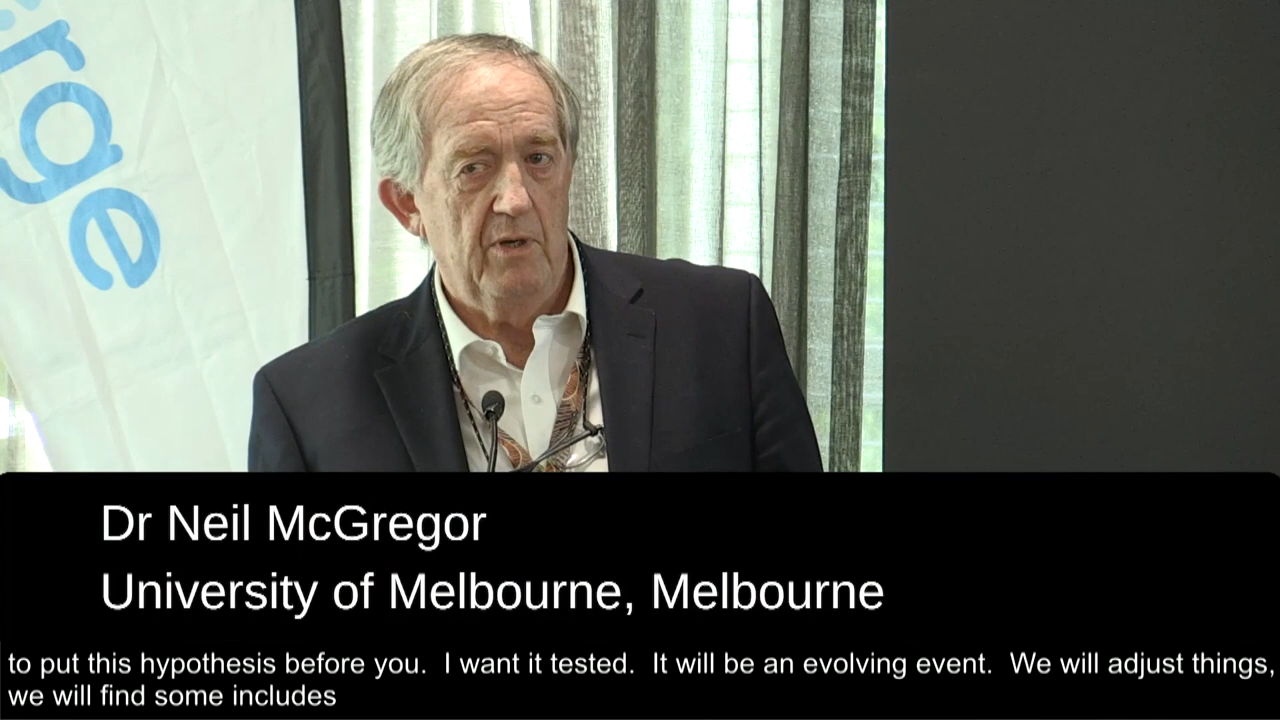 erge
Dr Neil McGregor
University of Melbourne, Melbourne
to put this hypothesis before you.  I want it tested.  It will be an evolving event.  We will adjust things,
we will find some includes